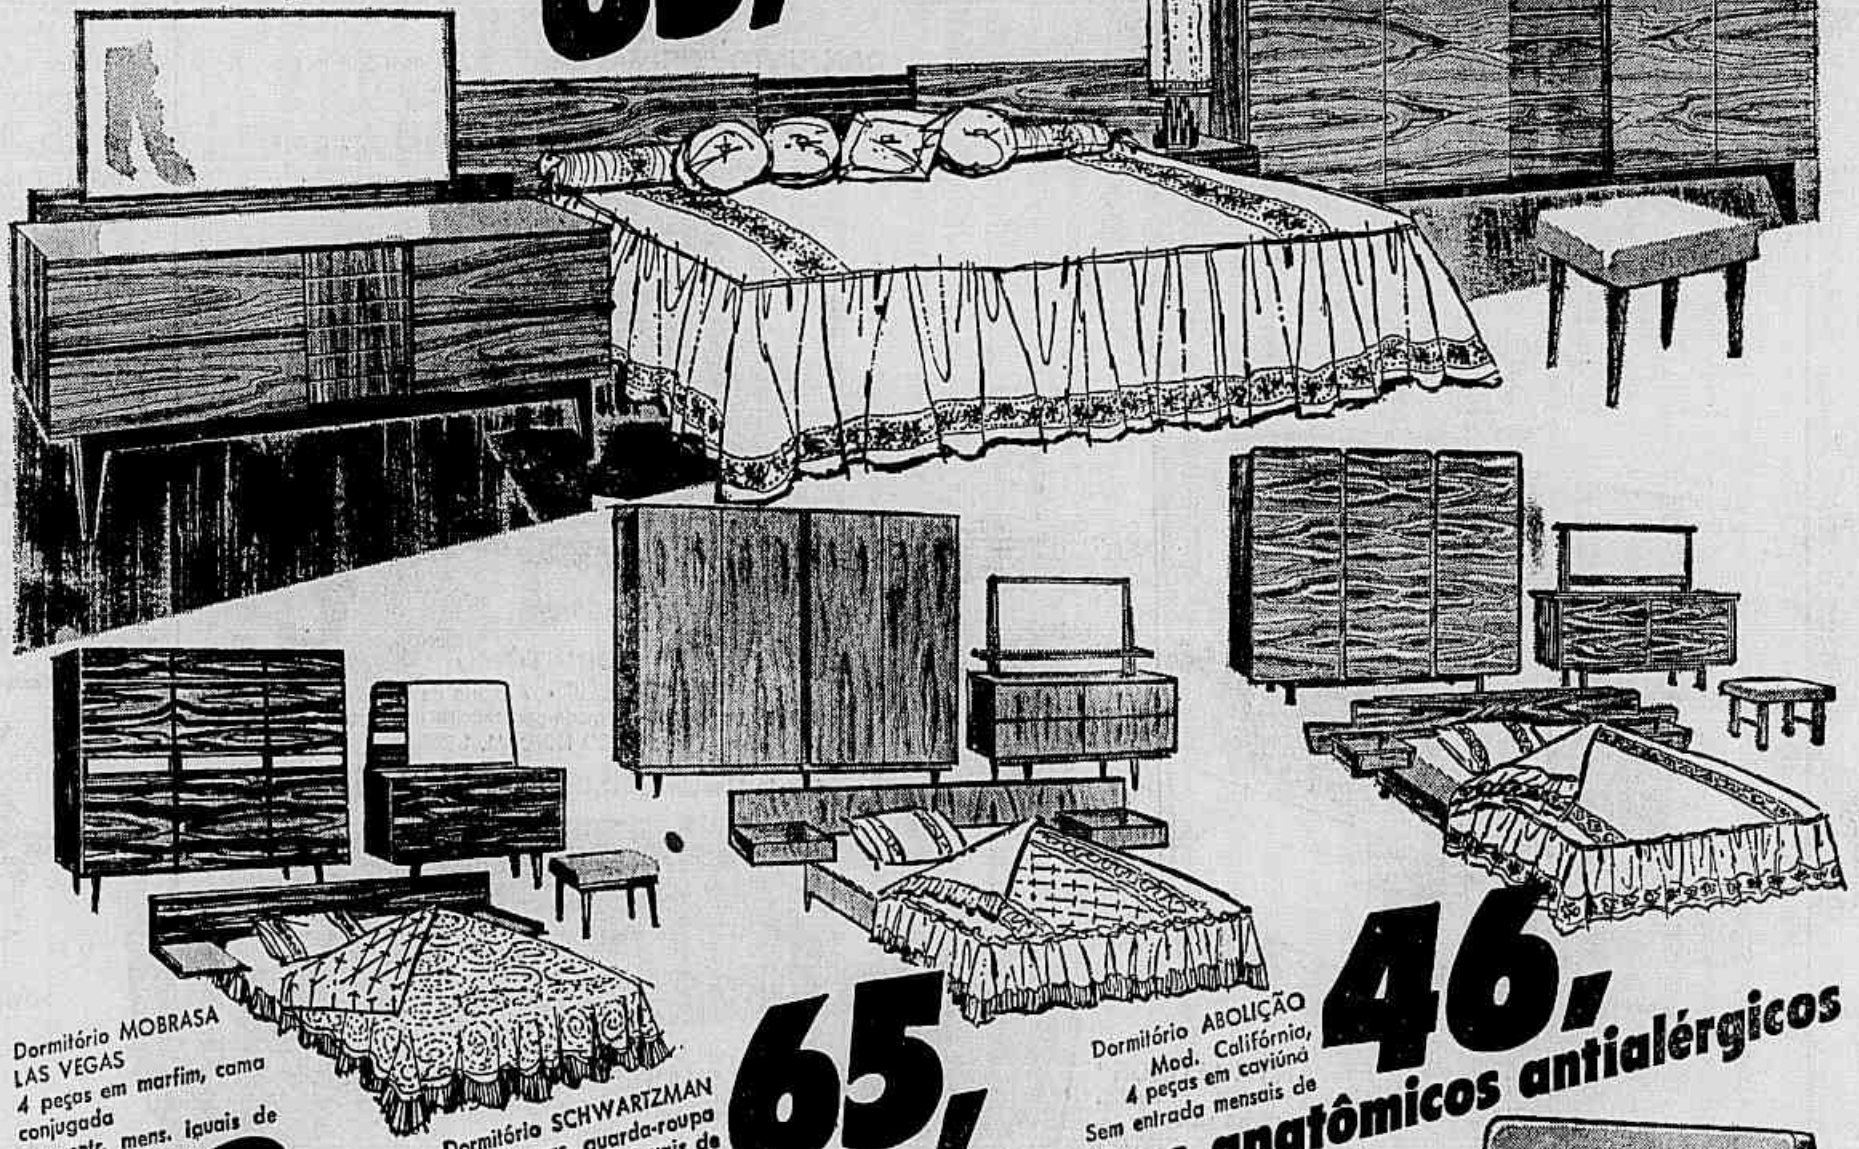 Dormitório MOBRASA
LAS VEGAS
4 peças em marfim, cama
conjugada
mens. iguais de
Dormitório SCHWARTZMAN
guarda-roupa
de
65,
Dormitório ABOLIÇÃO
Mod. Califórnia,
4 peças em caviúna
Sem entrada mensais de
46,
anatômicos antialérgicos